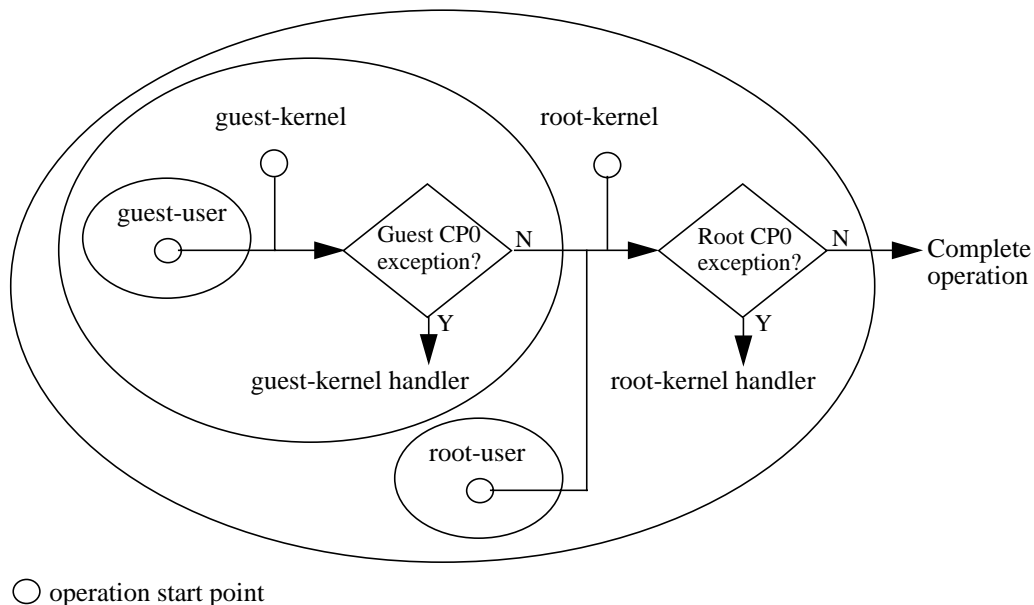 guest-kernel
root-kernel
guest-user
Guest CP0
exception?
N
Root CP0
exception?
N
Complete
operation
Y
Y
guest-kernel handler
root-kernel handler
root-user
operation start point